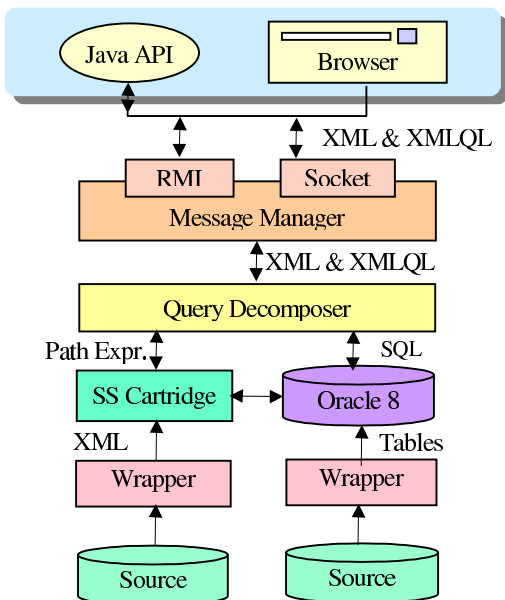 Java API
Browser
XML & XMLQL
RMI
Socket
Message Manager
XML & XMLQL
Query Decomposer
Path Expr.
SQL
SS Cartridge
Oracle 8
XML
Tables
Wrapper
Wrapper
Source
Source